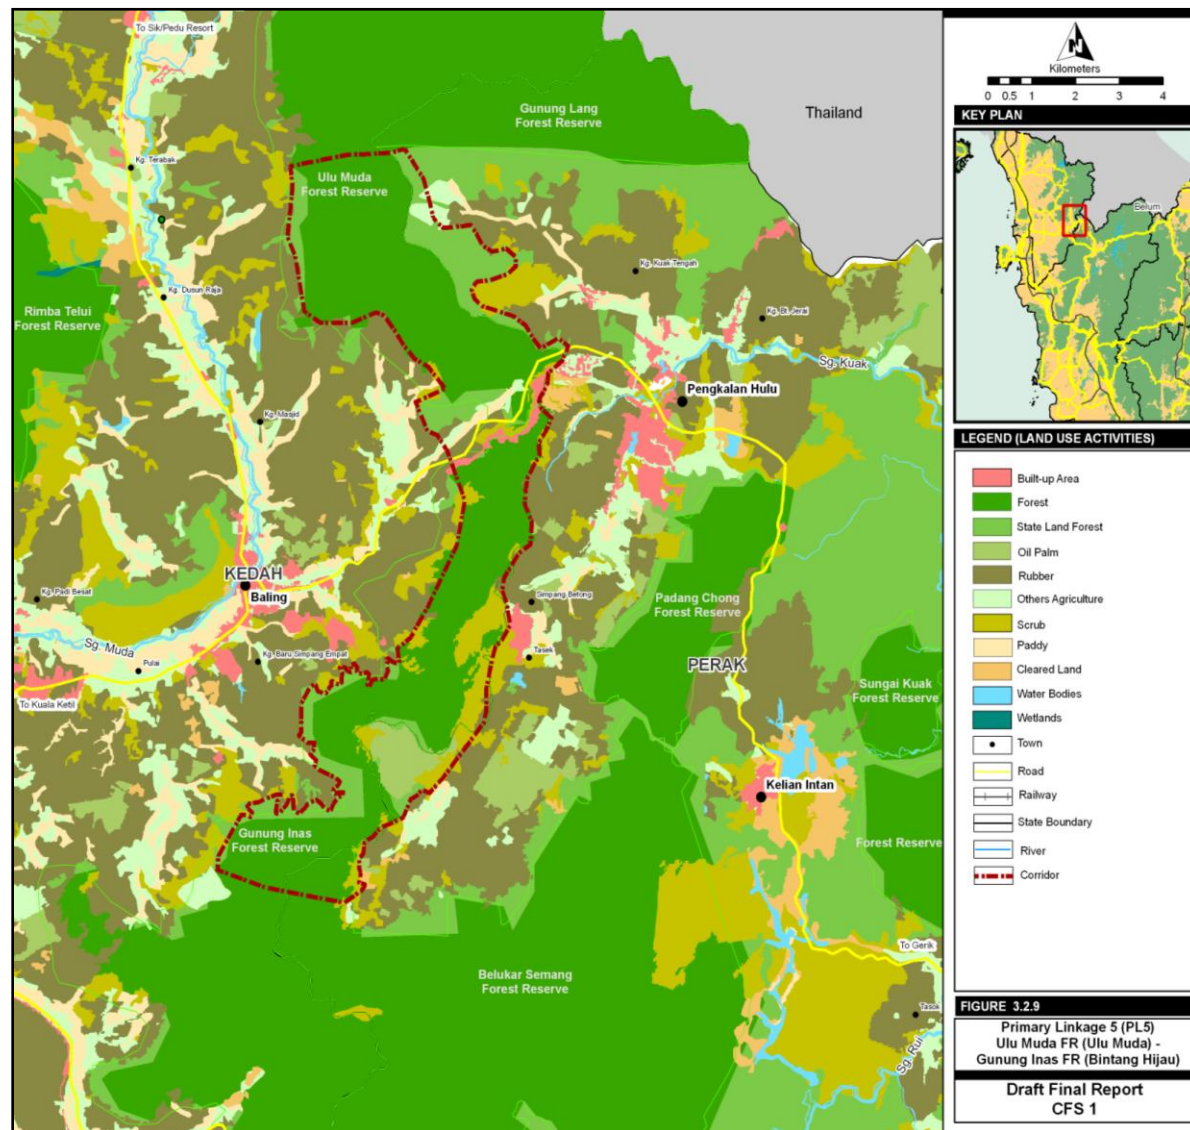 To Sik/Pedu Resort
Gunung Lang
Forest Reserve
Thailand
Kg. Terabak
Ulu Muda
Forest Reserve
Kg. Kuak Tengah
Kg. Dusun Raja
Rimba Telui
Forest Reserve
Kg. Bt. Jerai
Sg. Kuak
Pengkalan Hulu
Kg. Masjid
KEDAH
Baling
Kg. Padi Besat
Simpang Betong
Padang Chong
Forest Reserve
Sg. Muda
Pulai
Kg. Baru Simpang Empat
Tasek
PERAK
Sungai Kuak
Forest Reserve
To Kuala Ketil
Kelian Intan
Gunung Inas
Forest Reserve
Forest Reserve
To Gerik
Belukar Semang
Forest Reserve
Tasok
Sg. Rui
N
Kilometers
0 0.5 1 2 3 4
KEY PLAN
Belum
LEGEND (LAND USE ACTIVITIES)
Built-up Area
Forest
State Land Forest
Oil Palm
Rubber
Others Agriculture
Scrub
Paddy
Cleared Land
Water Bodies
Wetlands
Town
Road
Railway
State Boundary
River
Corridor
FIGURE 3.2.9
Primary Linkage 5 (PL5)
Ulu Muda FR (Ulu Muda) -
Gunung Inas FR (Bintang Hijau)
Draft Final Report
CFS 1